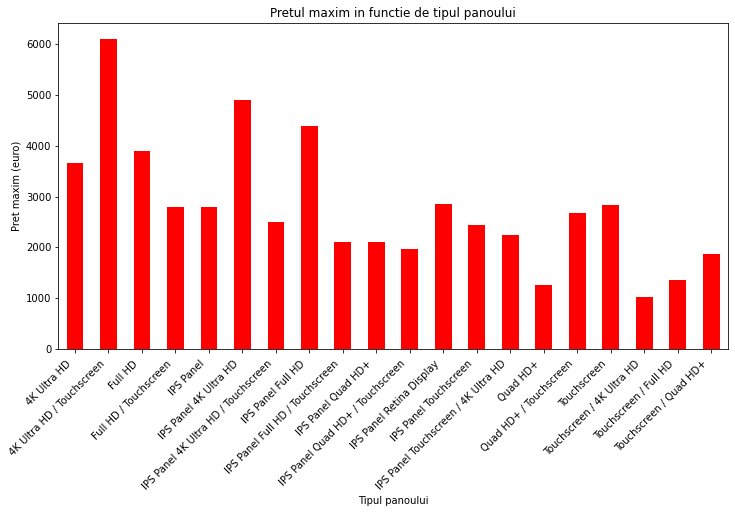 Pretul maxim in functie de tipul panoului
Pret maxim (euro)
6000
5000
4000
3000
2000
1000
0
4K Ultra HD
4K Ultra HD / Touchscreen
Full HD
Full HD / Touchscreen
IPS Panel
IPS Panel 4K Ultra HD
IPS Panel 4K Ultra HD / Touchscreen
IPS Panel Full HD
IPS Panel Full HD / Touchscreen
IPS Panel Quad HD+
IPS Panel Quad HD+ / Touchscreen
IPS Panel Retina Display
IPS Panel Touchscreen
IPS Panel Touchscreen / 4K Ultra HD
Quad HD+
Quad HD+ / Touchscreen
Touchscreen
Touchscreen / 4K Ultra HD
Touchscreen / Full HD
Touchscreen / Quad HD+
Tipul panoului